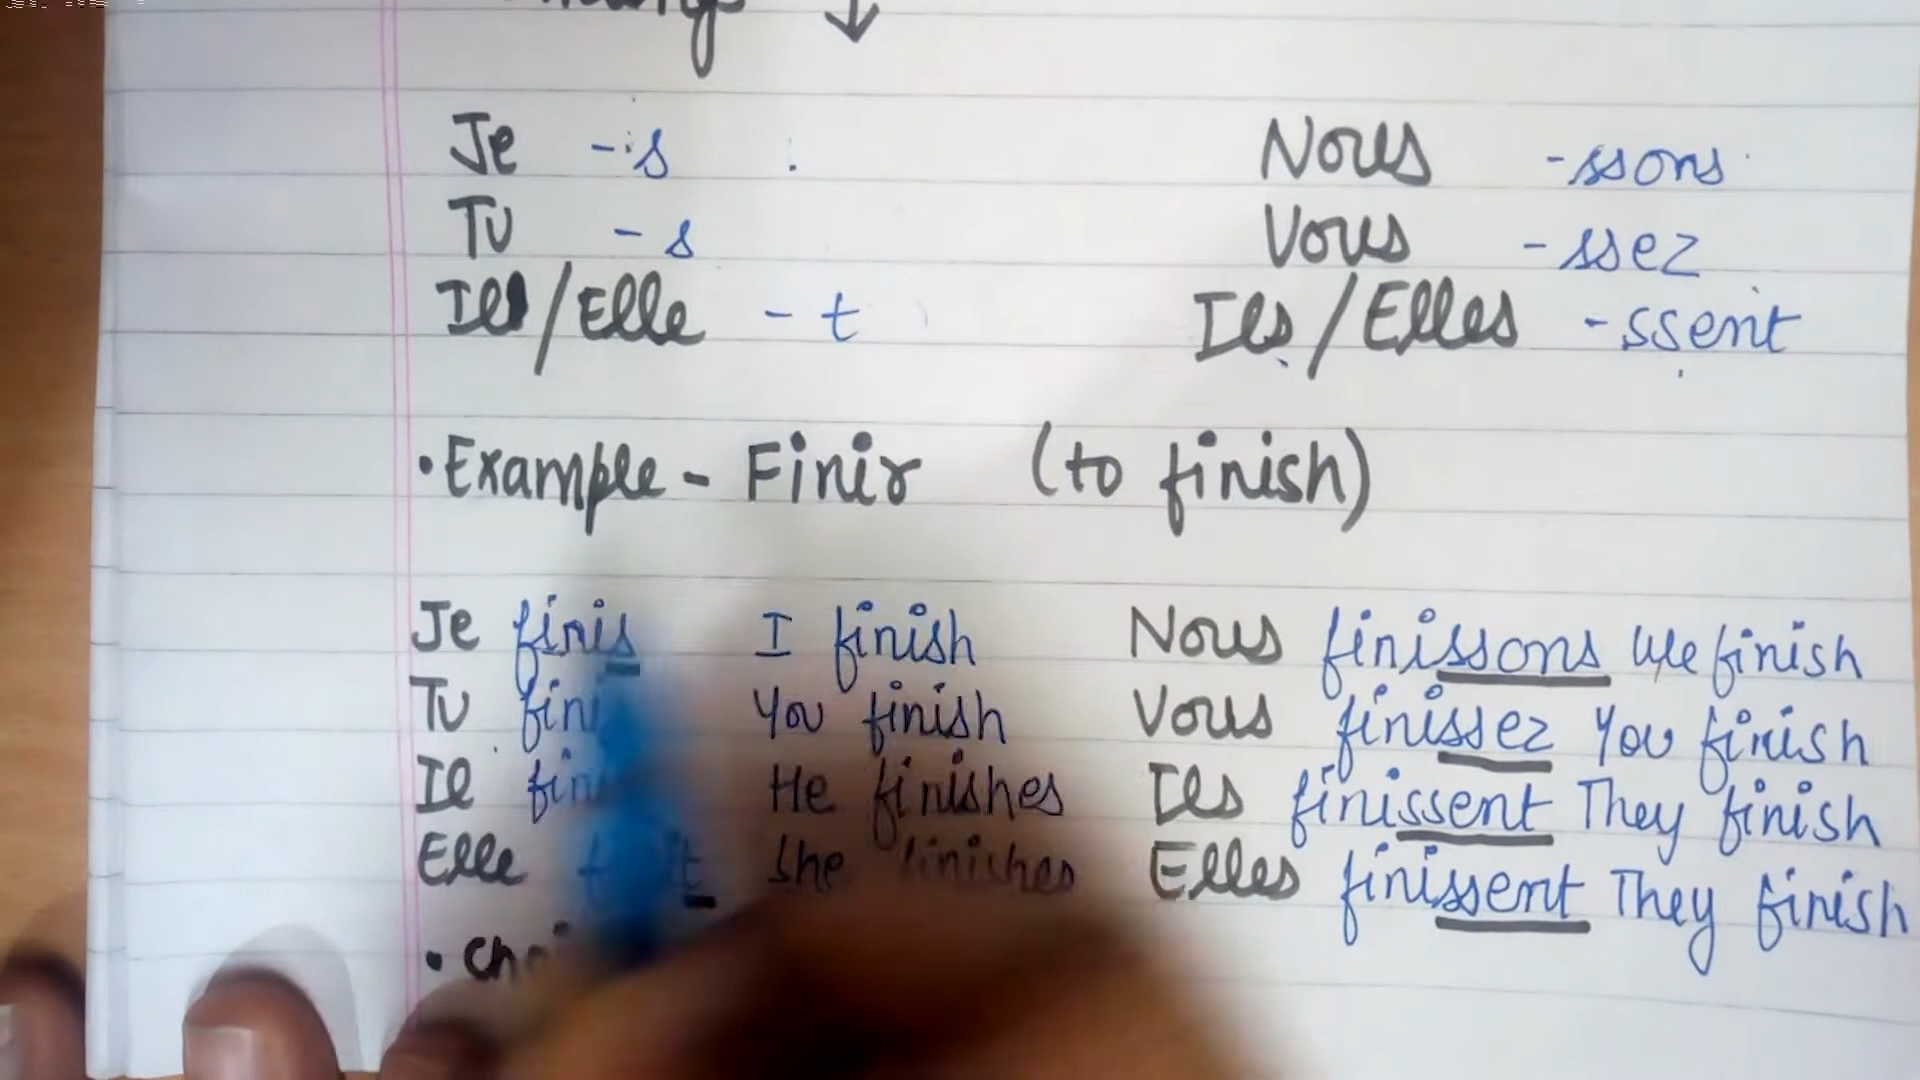 Je -s Nous -ssons
Tu -s Vous -ssez
Il/Elle -t Ils/Elles -ssent
• Example - Finir (to finish)
Je finis I finish Nous finissons We finish
Tu You finish Vous finissez You finish
Il He finishes Ils finissent They finish
Elle She finishes Elles finissent They finish